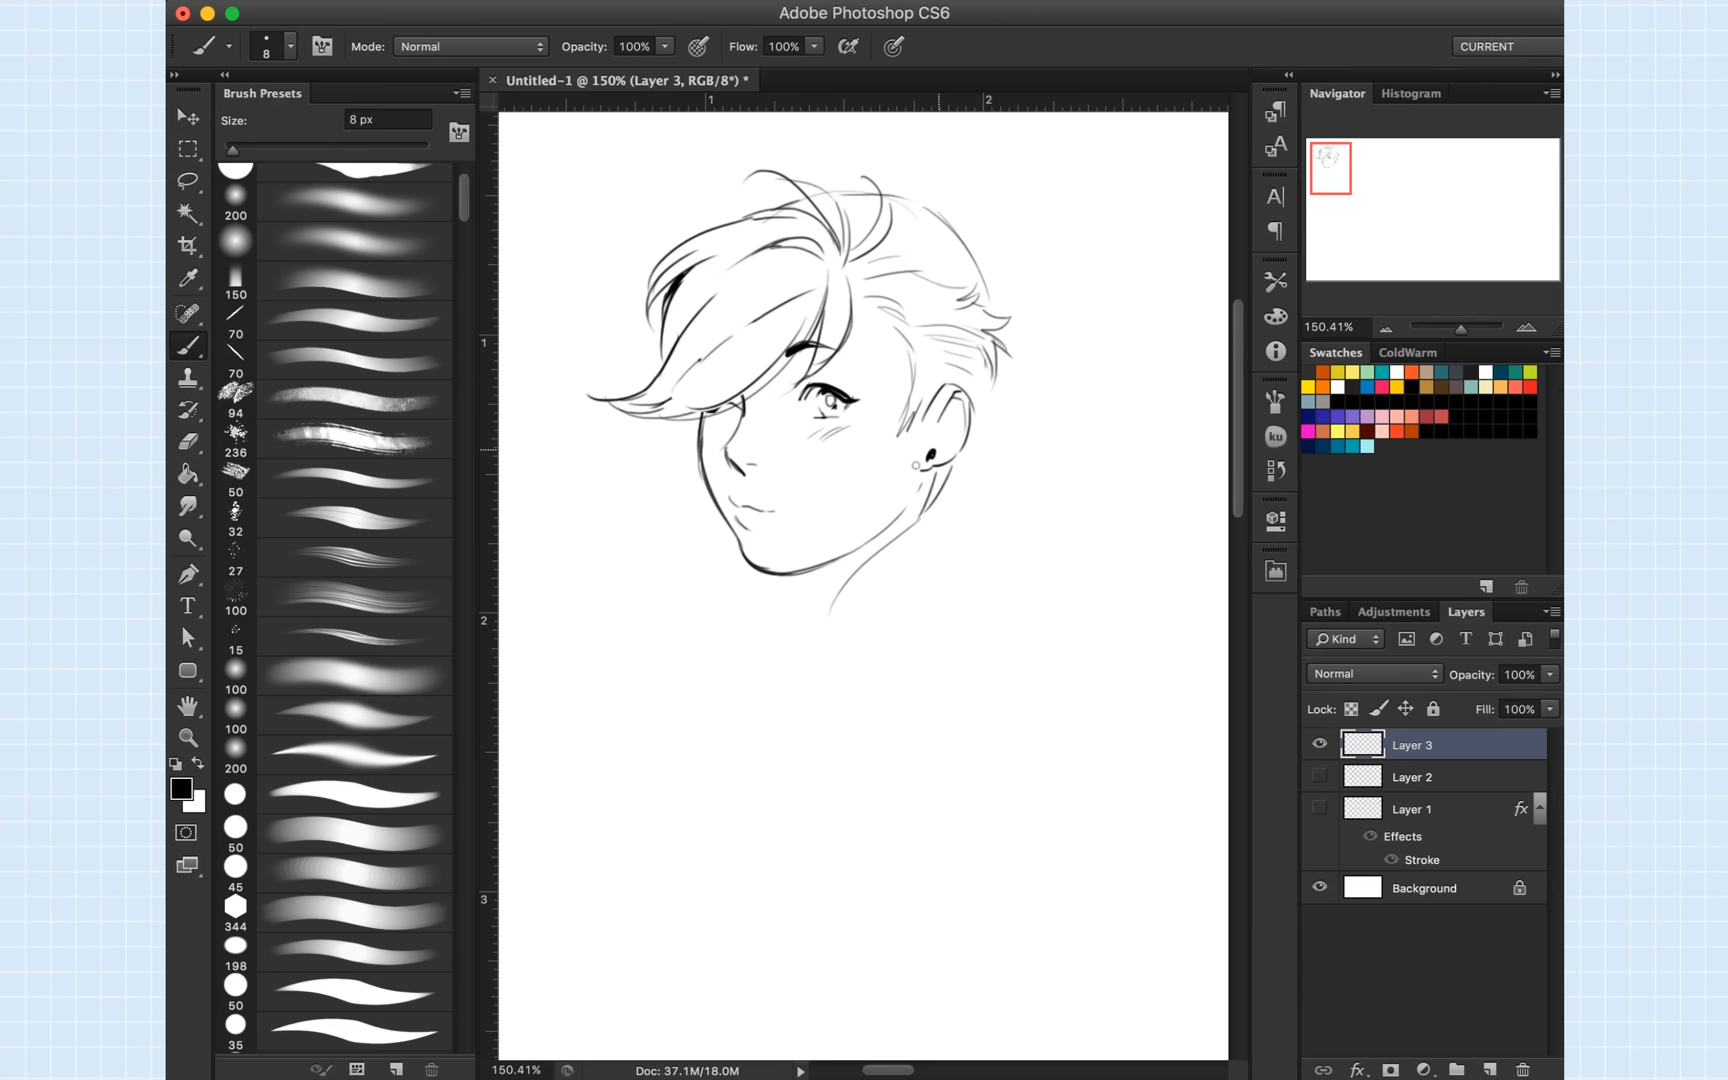 Adobe Photoshop CS6
8
Mode: Normal
Opacity: 100%
Flow: 100%
CURRENT
Brush Presets
Size: 8 px
200
150
70
70
94
236
50
32
27
100
15
100
100
200
50
45
344
198
50
35
T
× Untitled-1 @ 150% (Layer 3, RGB/8*) *
1
2
1
2
3
150.41%
Doc: 37.1M/18.0M
A
A
ku
Navigator
Histogram
150.41%
Swatches
ColdWarm
Paths
Adjustments
Layers
Kind
T
Normal
Opacity: 100%
Lock:
Fill: 100%
Layer 3
Layer 2
Layer 1
fx
Effects
Stroke
Background
fx